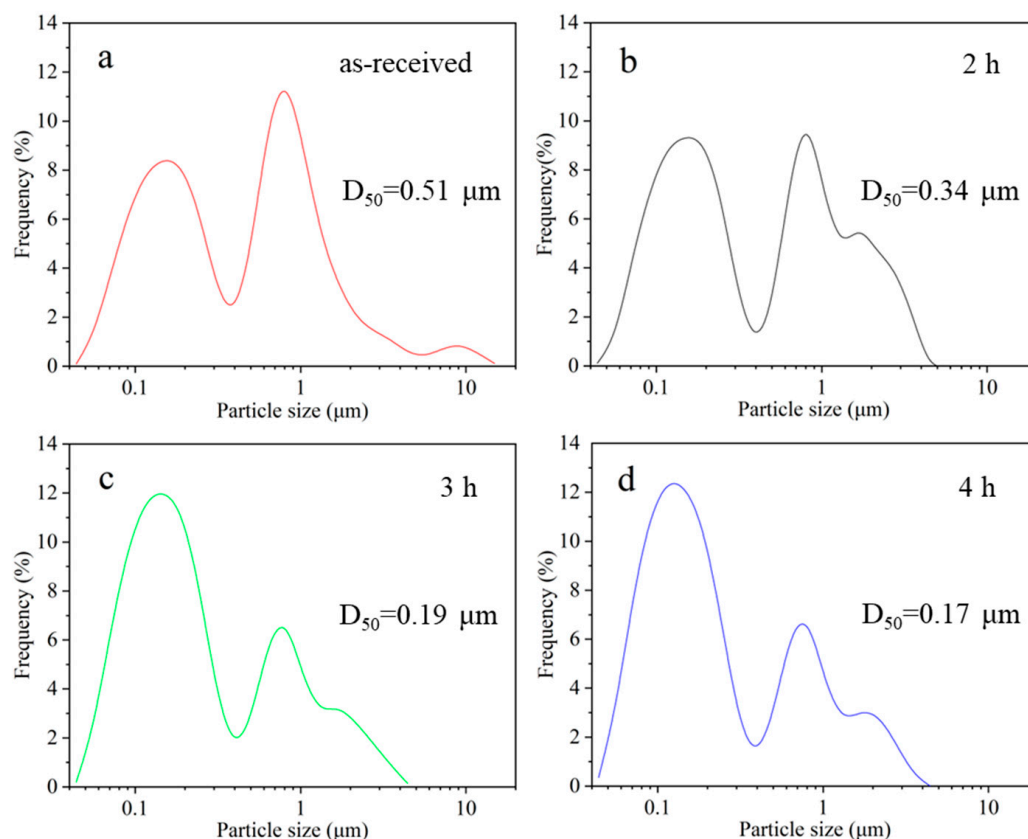 a
as-received
D₅₀=0.51 μm
Frequency (%)
14
12
10
8
6
4
2
0
0.1 1 10
Particle size (μm)
b
2 h
D₅₀=0.34 μm
Frequency(%)
14
12
10
8
6
4
2
0
0.1 1 10
Particle size (μm)
c
3 h
D₅₀=0.19 μm
Frequency (%)
14
12
10
8
6
4
2
0
0.1 1 10
Particle size (μm)
d
4 h
D₅₀=0.17 μm
Frequency (%)
14
12
10
8
6
4
2
0
0.1 1 10
Particle size (μm)